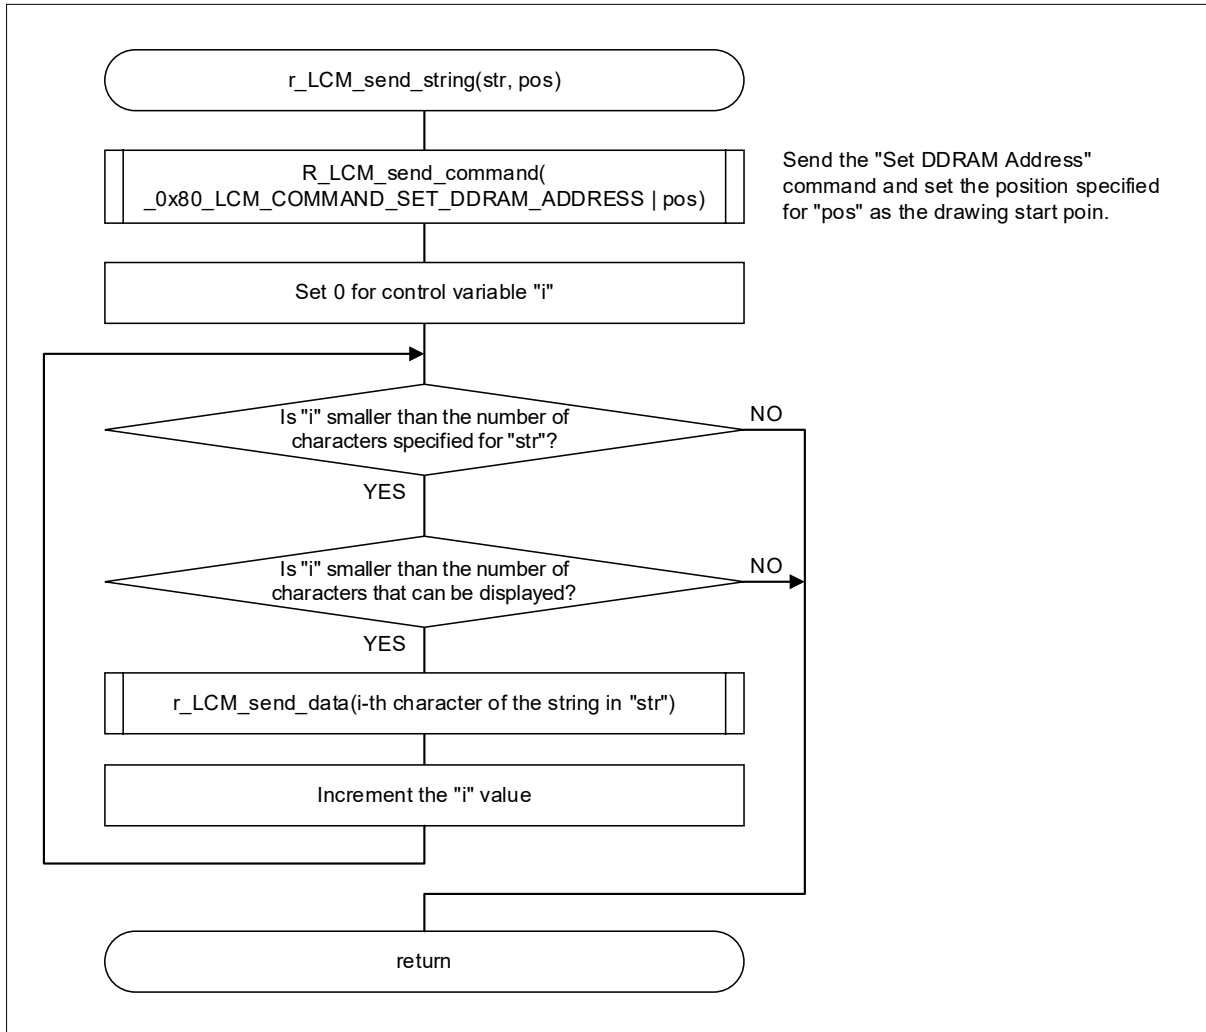 r_LCM_send_string(str, pos)
R_LCM_send_command(
_0x80_LCM_COMMAND_SET_DDRAM_ADDRESS | pos)
Send the "Set DDRAM Address"
command and set the position specified
for "pos" as the drawing start poin.
Set 0 for control variable "i"
Is "i" smaller than the number of
characters specified for "str"?
NO
YES
Is "i" smaller than the number of
characters that can be displayed?
NO
YES
r_LCM_send_data(i-th character of the string in "str")
Increment the "i" value
return